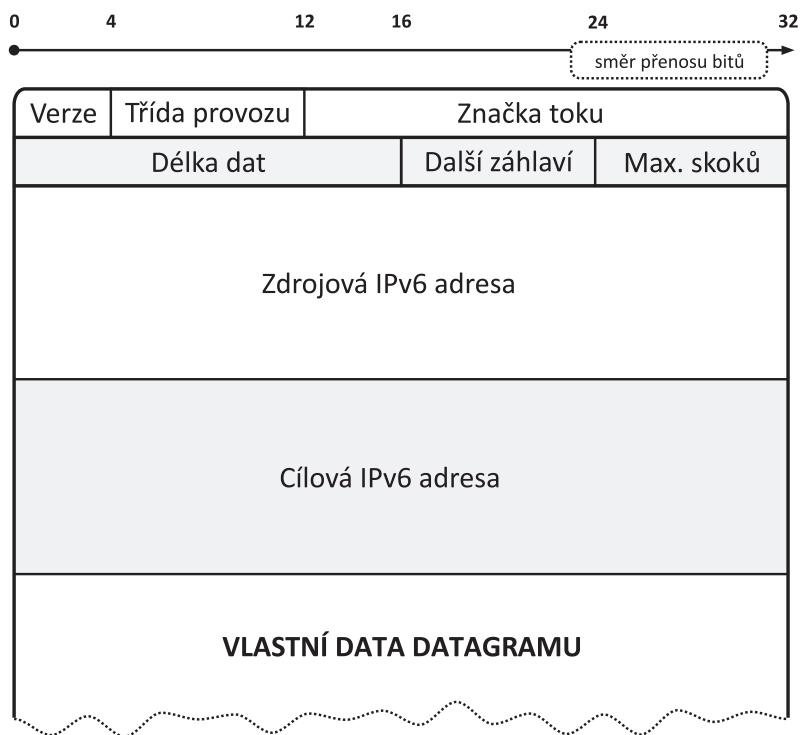 0 4 12 16 24 32
směr přenosu bitů
Verze Třída provozu Značka toku
Délka dat Další záhlaví Max. skoků
Zdrojová IPv6 adresa
Cílová IPv6 adresa
VLASTNÍ DATA DATAGRAMU